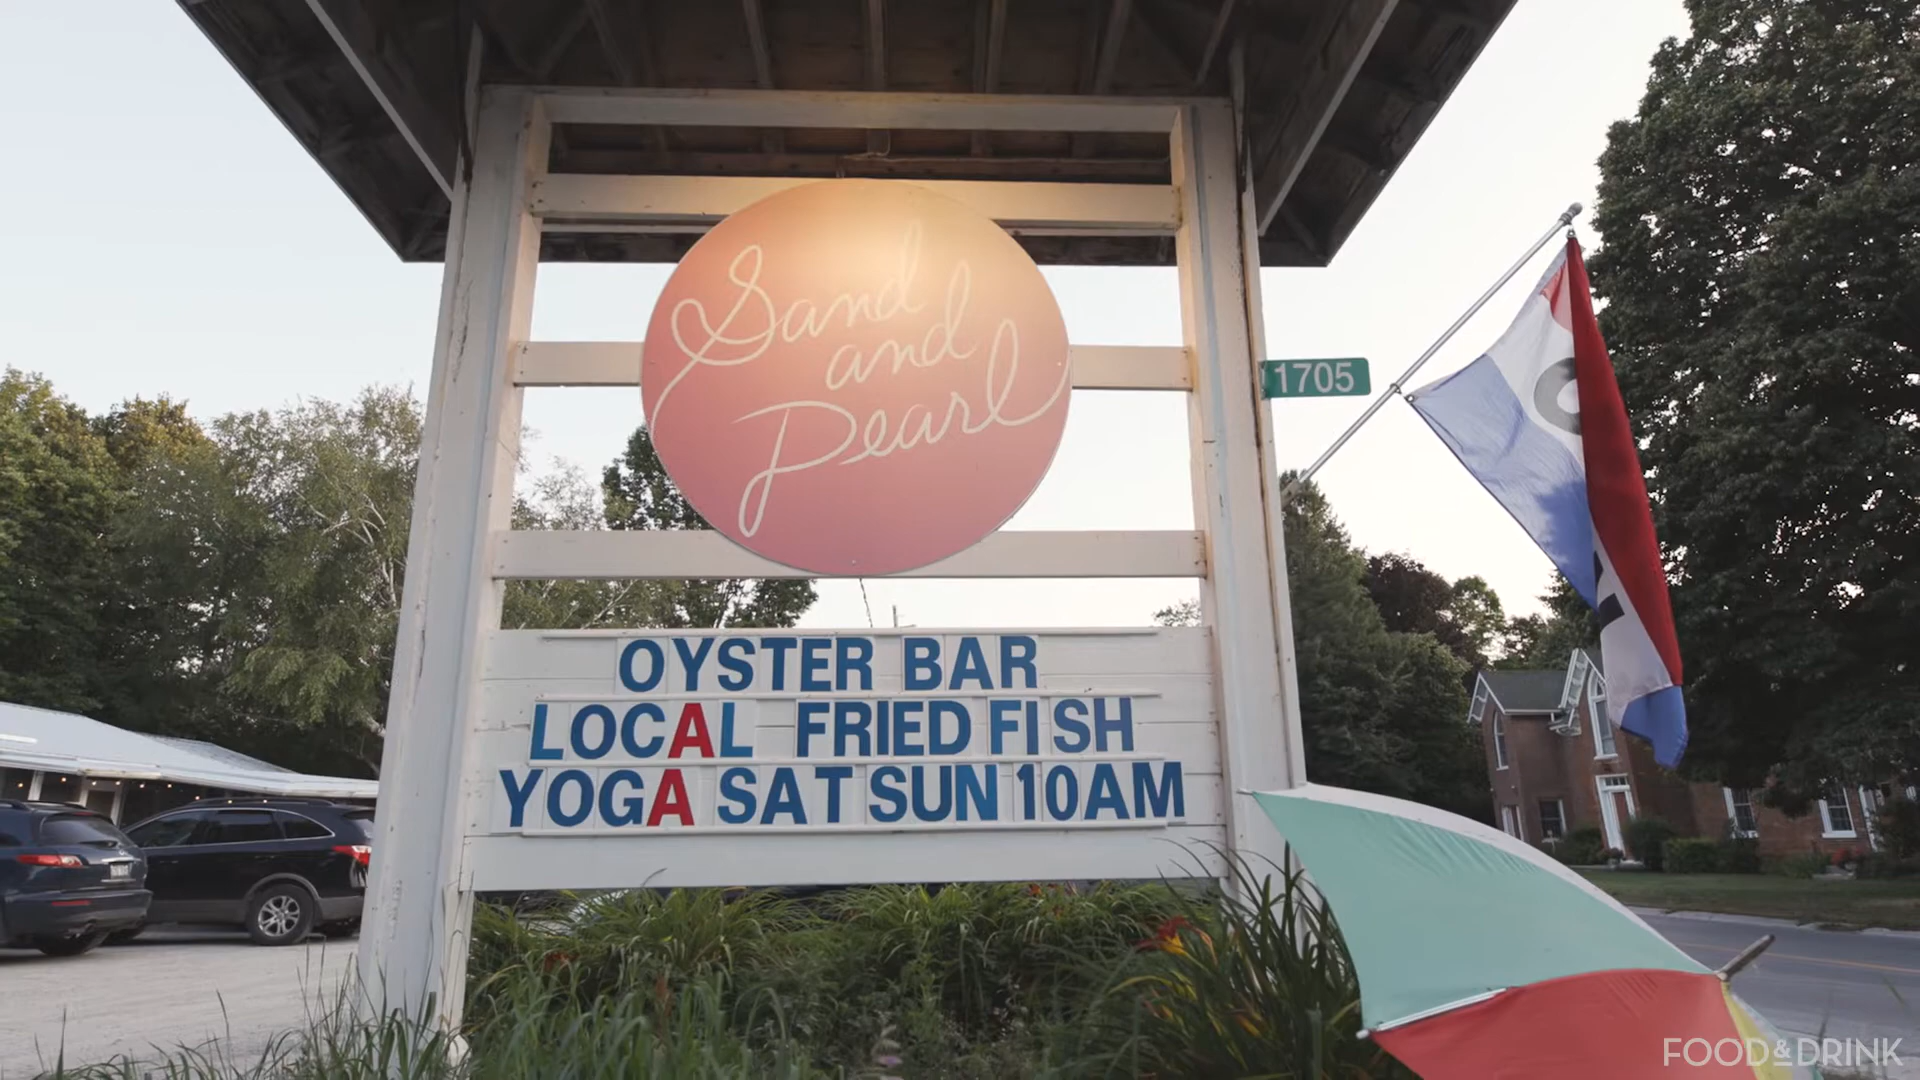 Sand
and
Pearl
1705
OYSTER BAR
LOCAL FRIED FISH
YOGA SAT SUN 10AM
FOOD&DRINK